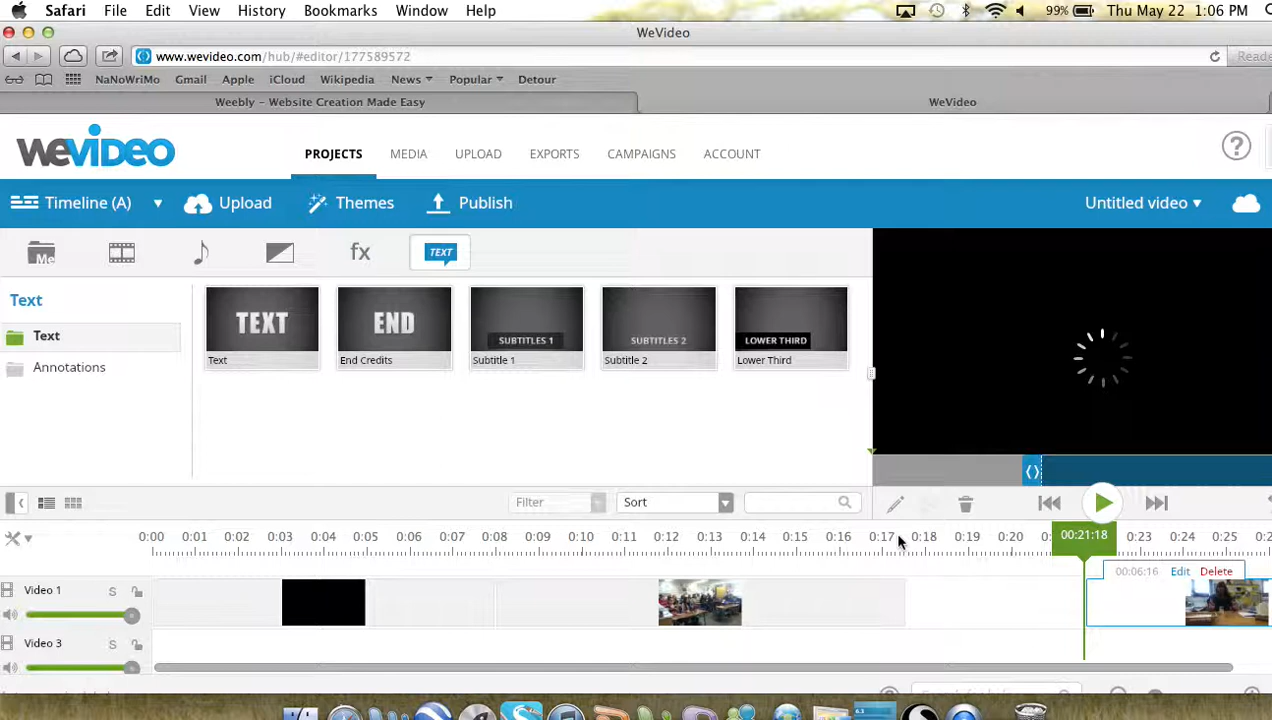 Safari File Edit View History Bookmarks Window Help 99% Thu May 22 1:06 PM
WeVideo
www.wevideo.com/hub/#editor/177589572 Reade
NaNoWriMo Gmail Apple iCloud Wikipedia News Popular Detour
Weebly - Website Creation Made Easy WeVideo
wevideo PROJECTS MEDIA UPLOAD EXPORTS CAMPAIGNS ACCOUNT ?
Timeline (A) Upload Themes Publish Untitled video
Me fx TEXT
Text
Text
Annotations
TEXT END SUBTITLES 1 SUBTITLES 2 LOWER THIRD
Text End Credits Subtitle 1 Subtitle 2 Lower Third
Filter + Sort
0:00 0:01 0:02 0:03 0:04 0:05 0:06 0:07 0:08 0:09 0:10 0:11 0:12 0:13 0:14 0:15 0:16 0:17 0:18 0:19 0:20 00:21:18 0:23 0:24 0:25 0:2
00:06:16 Edit Delete
Video 1 S
Video 3 S